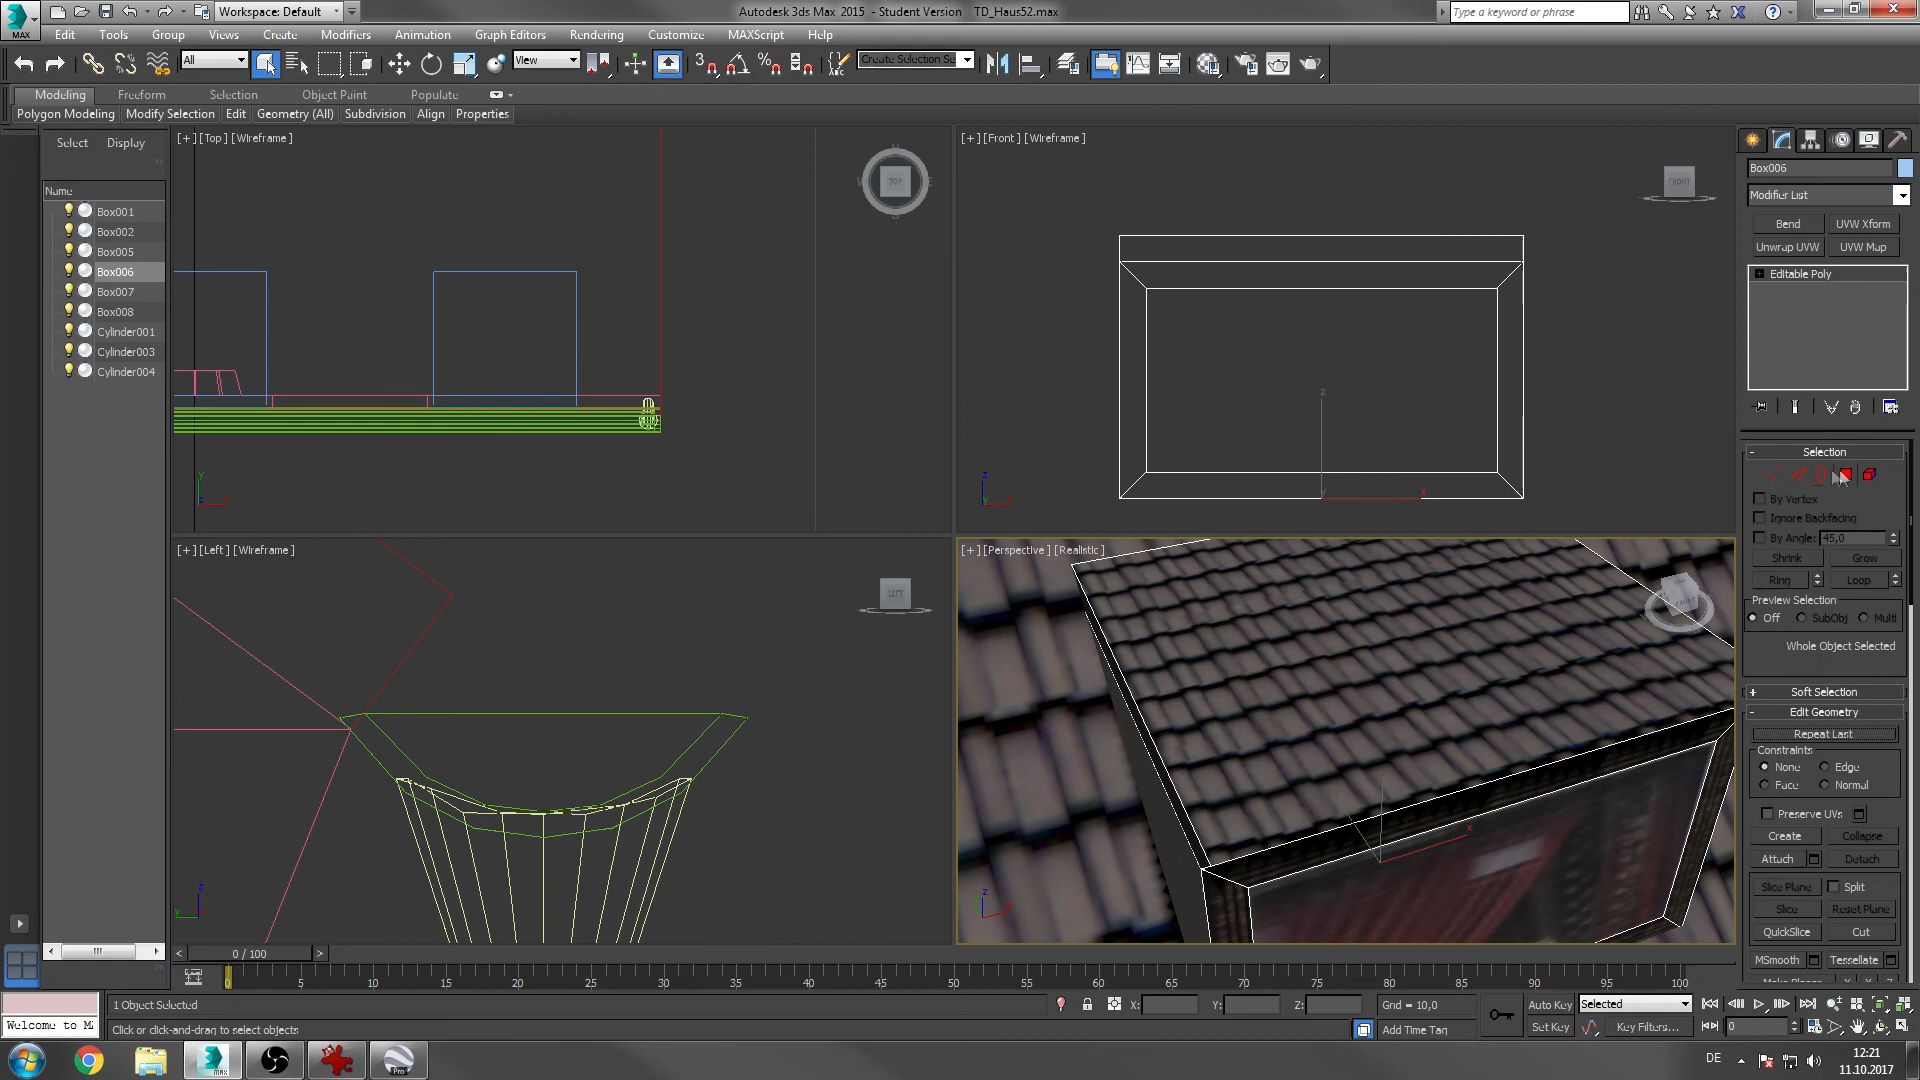 Workspace: Default
Autodesk 3ds Max 2015 - Student Version TD_Haus52.max
Type a keyword or phrase
MAX
Edit Tools Group Views Create Modifiers Animation Graph Editors Rendering Customize MAXScript Help
All
View
Create Selection Se
Modeling Freeform Selection Object Paint Populate
Polygon Modeling Modify Selection Edit Geometry (All) Subdivision Align Properties
Select Display
Name
Box001
Box002
Box005
Box006
Box007
Box008
Cylinder001
Cylinder003
Cylinder004
[+] [Top] [Wireframe]
TOP
[+] [Front] [Wireframe]
FRONT
[+] [Left] [Wireframe]
LEFT
[+] [Perspective] [Realistic]
Box006
Modifier List
Bend UVW Xform
Unwrap UVW UVW Map
Editable Poly
Selection
By Vertex
Ignore Backfacing
By Angle: 45,0
Shrink Grow
Ring Loop
Preview Selection
Off SubObj Multi
Whole Object Selected
Soft Selection
Edit Geometry
Repeat Last
Constraints
None Edge
Face Normal
Preserve UVs
Create Collapse
Attach Detach
Slice Plane Split
Slice Reset Plane
QuickSlice Cut
MSmooth Tessellate
0 / 100
0 5 10 15 20 25 30 35 40 45 50 55 60 65 70 75 80 85 90 95 100
1 Object Selected
X: Y: Z: Grid = 10,0
Auto Key Selected
Welcome to M
Click or click-and-drag to select objects
Add Time Tag
Set Key Key Filters...
0
DE
12:21
11.10.2017
MAX
Pro